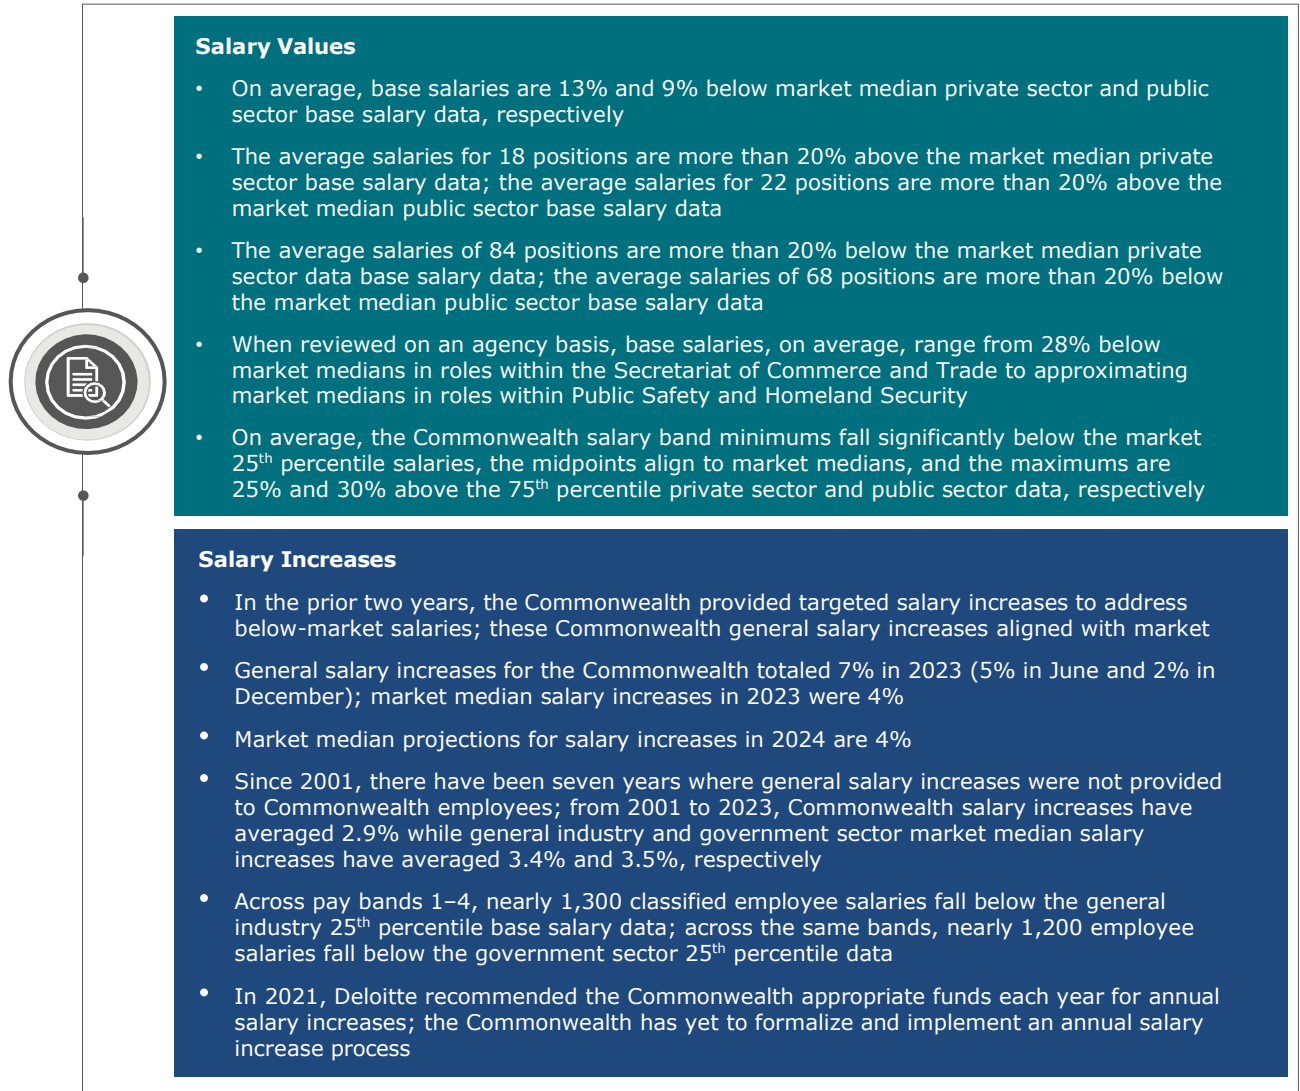 Salary Values
• On average, base salaries are 13% and 9% below market median private sector and public
sector base salary data, respectively
• The average salaries for 18 positions are more than 20% above the market median private
sector base salary data; the average salaries for 22 positions are more than 20% above the
market median public sector base salary data
• The average salaries of 84 positions are more than 20% below the market median private
sector data base salary data; the average salaries of 68 positions are more than 20% below
the market median public sector base salary data
• When reviewed on an agency basis, base salaries, on average, range from 28% below
market medians in roles within the Secretariat of Commerce and Trade to approximating
market medians in roles within Public Safety and Homeland Security
• On average, the Commonwealth salary band minimums fall significantly below the market
25th percentile salaries, the midpoints align to market medians, and the maximums are
25% and 30% above the 75th percentile private sector and public sector data, respectively
Salary Increases
• In the prior two years, the Commonwealth provided targeted salary increases to address
below-market salaries; these Commonwealth general salary increases aligned with market
• General salary increases for the Commonwealth totaled 7% in 2023 (5% in June and 2% in
December); market median salary increases in 2023 were 4%
• Market median projections for salary increases in 2024 are 4%
• Since 2001, there have been seven years where general salary increases were not provided
to Commonwealth employees; from 2001 to 2023, Commonwealth salary increases have
averaged 2.9% while general industry and government sector market median salary
increases have averaged 3.4% and 3.5%, respectively
• Across pay bands 1–4, nearly 1,300 classified employee salaries fall below the general
industry 25th percentile base salary data; across the same bands, nearly 1,200 employee
salaries fall below the government sector 25th percentile data
• In 2021, Deloitte recommended the Commonwealth appropriate funds each year for annual
salary increases; the Commonwealth has yet to formalize and implement an annual salary
increase process